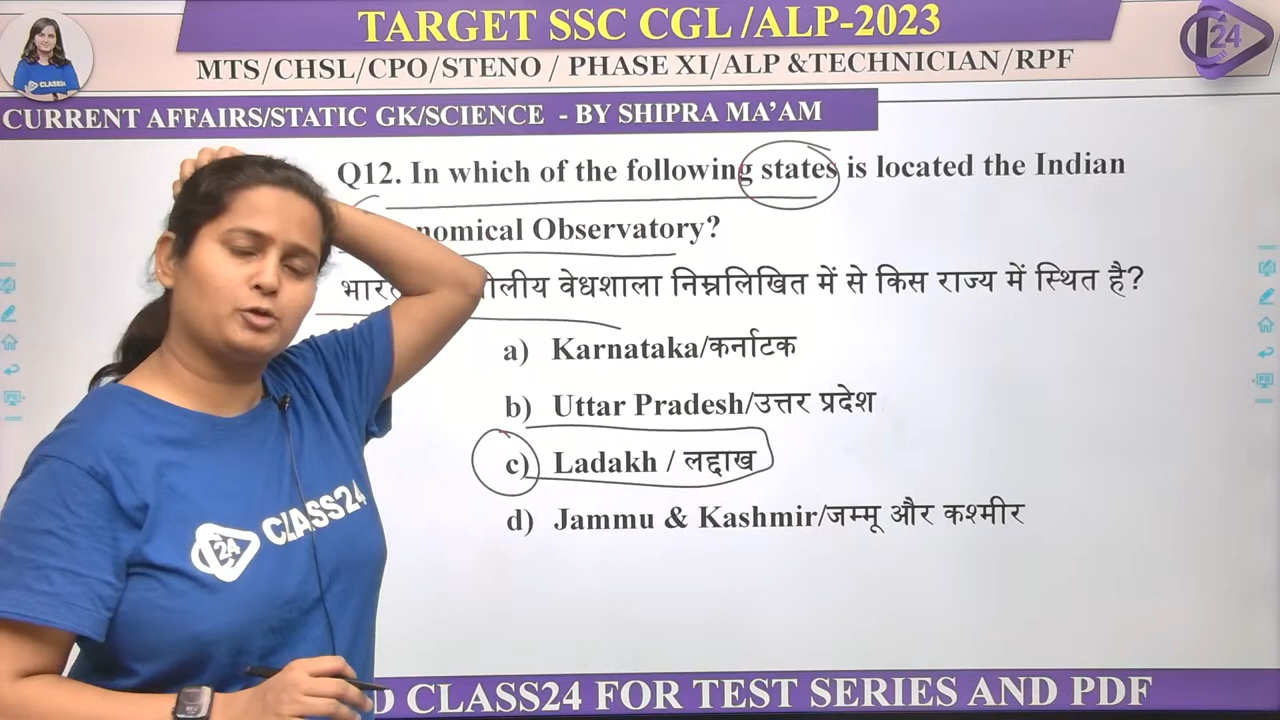 TARGET SSC CGL /ALP-2023
24
MTS/CHSL/CPO/STENO / PHASE XI/ALP &TECHNICIAN/RPF
CLASS24
CURRENT AFFAIRS/STATIC GK/SCIENCE - BY SHIPRA MA'AM
Q12. In which of the following states is located the Indian
nomical Observatory?
भार लीय वेधशाला निम्नलिखित में से किस राज्य में स्थित है?
a) Karnataka/कर्नाटक
b) Uttar Pradesh/उत्तर प्रदेश
c) Ladakh / लद्दाख
d) Jammu & Kashmir/जम्मू और कश्मीर
24 CLASS24
D CLASS24 FOR TEST SERIES AND PDF